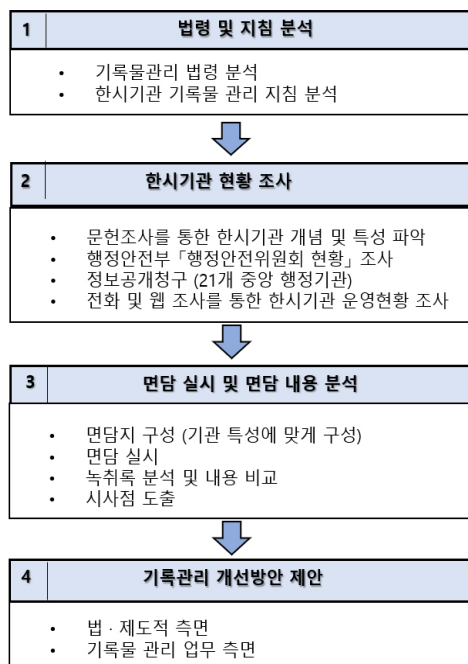 1 법령 및 지침 분석
• 기록물관리 법령 분석
• 한시기관 기록물 관리 지침 분석
2 한시기관 현황 조사
• 문헌조사를 통한 한시기관 개념 및 특성 파악
• 행정안전부 「행정안전위원회 현황」 조사
• 정보공개청구 (21개 중앙 행정기관)
• 전화 및 웹 조사를 통한 한시기관 운영현황 조사
3 면담 실시 및 면담 내용 분석
• 면담지 구성 (기관 특성에 맞게 구성)
• 면담 실시
• 녹취록 분석 및 내용 비교
• 시사점 도출
4 기록관리 개선방안 제안
• 법 · 제도적 측면
• 기록물 관리 업무 측면